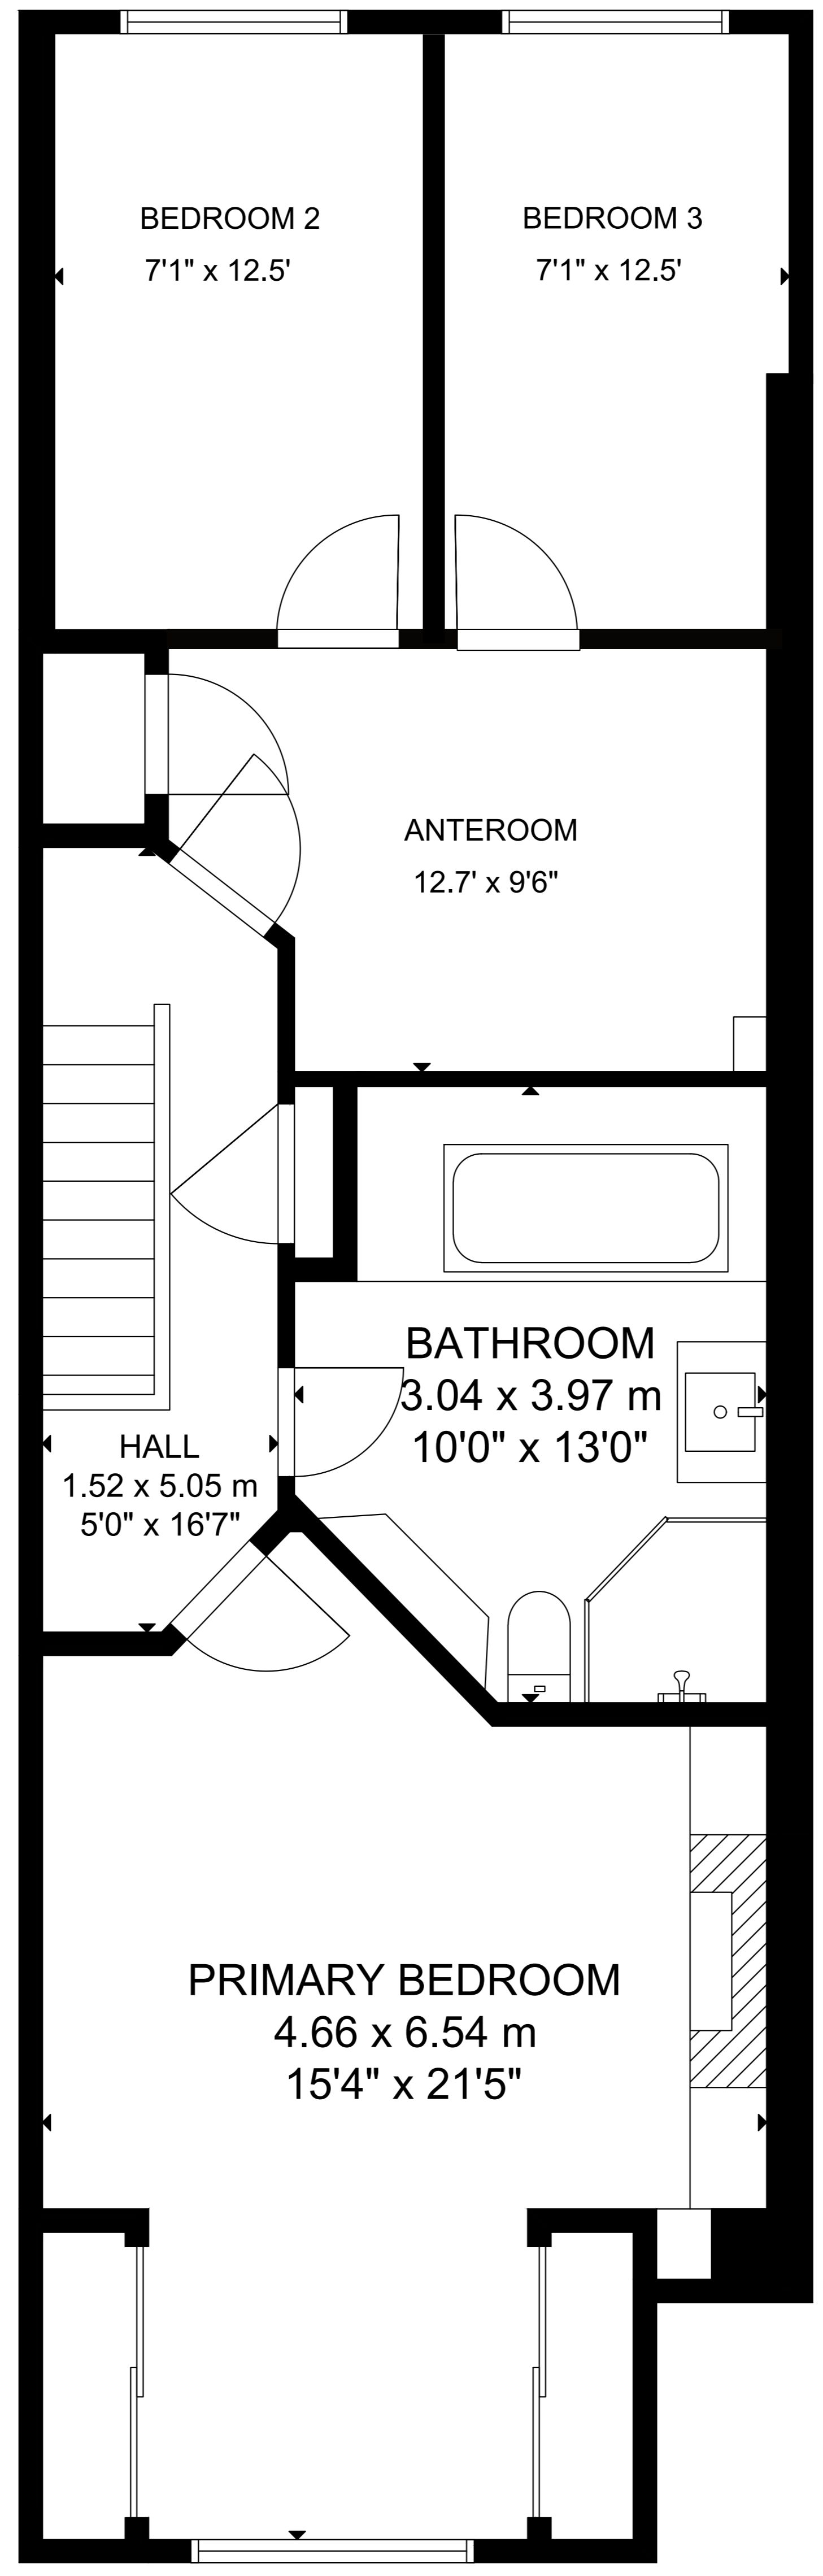 BEDROOM 2
7'1" x 12.5'
BEDROOM 3
7'1" x 12.5'
ANTEROOM
12.7' x 9'6"
BATHROOM
3.04 x 3.97 m
10'0" x 13'0"
HALL
1.52 x 5.05 m
5'0" x 16'7"
PRIMARY BEDROOM
4.66 x 6.54 m
15'4" x 21'5"